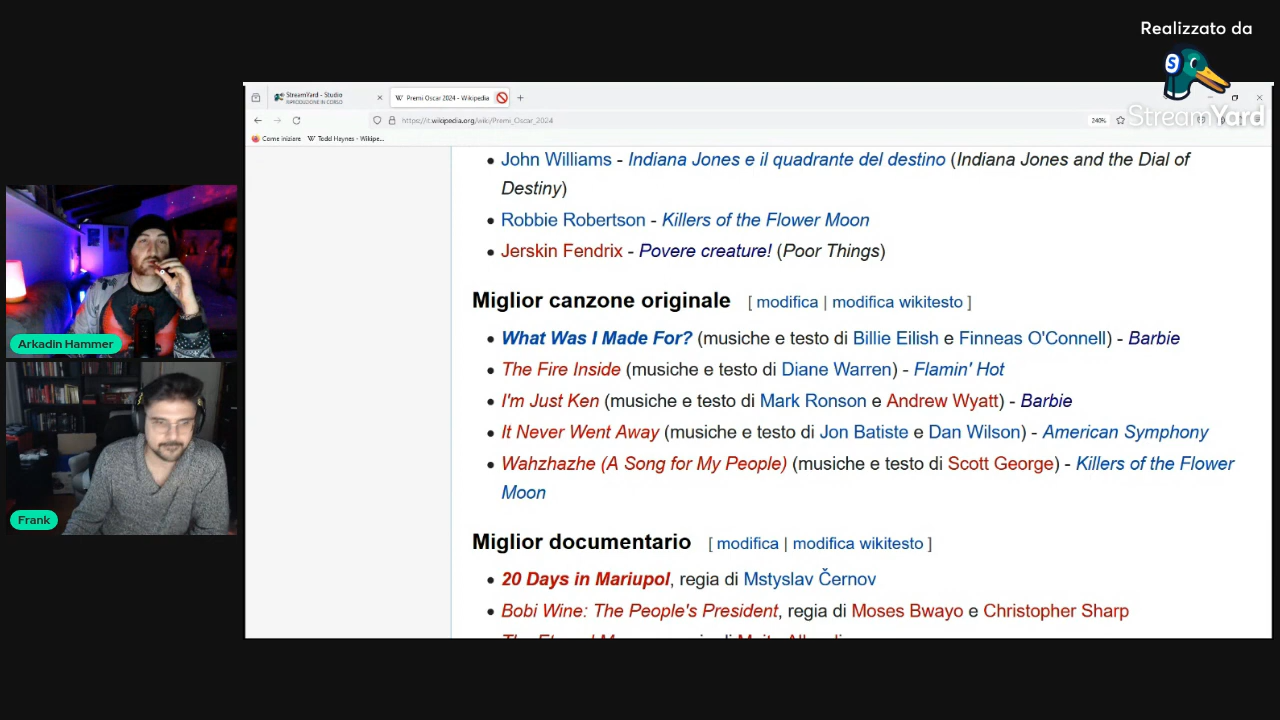 Realizzato da
StreamYard
StreamYard - Studio
RIPRODUZIONE IN CORSO
Premi Oscar 2024 - Wikipedia
https://it.wikipedia.org/wiki/Premi_Oscar_2024
240%
Come iniziare
Todd Haynes - Wikipe...
John Williams - Indiana Jones e il quadrante del destino (Indiana Jones and the Dial of
Destiny)
Robbie Robertson - Killers of the Flower Moon
Jerskin Fendrix - Povere creature! (Poor Things)
Miglior canzone originale [ modifica | modifica wikitesto ]
What Was I Made For? (musiche e testo di Billie Eilish e Finneas O'Connell) - Barbie
The Fire Inside (musiche e testo di Diane Warren) - Flamin' Hot
I'm Just Ken (musiche e testo di Mark Ronson e Andrew Wyatt) - Barbie
It Never Went Away (musiche e testo di Jon Batiste e Dan Wilson) - American Symphony
Wahzhazhe (A Song for My People) (musiche e testo di Scott George) - Killers of the Flower
Moon
Miglior documentario [ modifica | modifica wikitesto ]
20 Days in Mariupol, regia di Mstyslav Černov
Bobi Wine: The People's President, regia di Moses Bwayo e Christopher Sharp
Arkadin Hammer
Frank